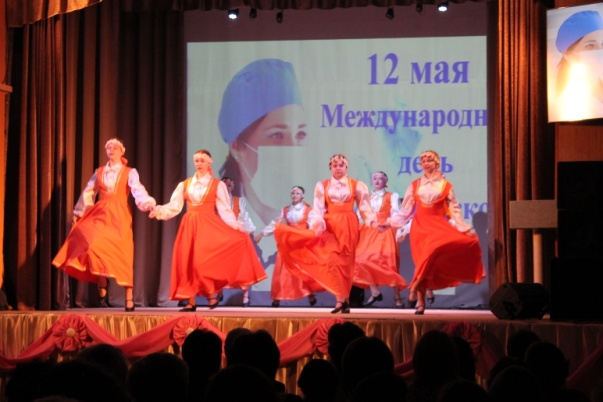 12 мая
Международн
день